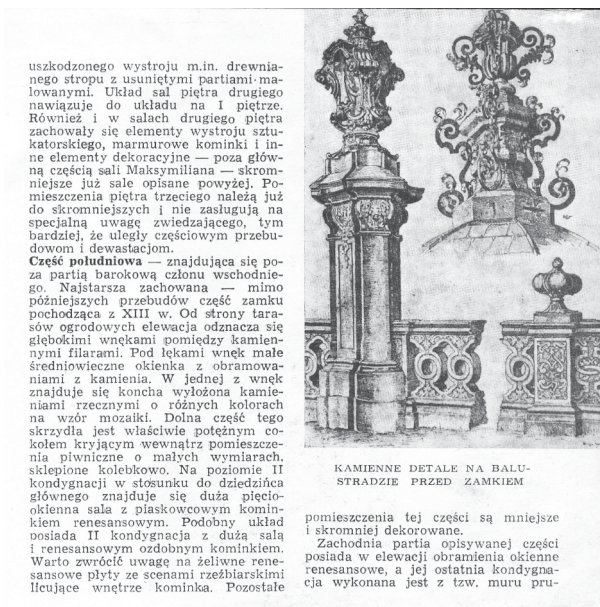 uszkodzonego wystroju m.in. drewnia-
nego stropu z usuniętymi partiami ma-
lowanymi. Układ sal piętra drugiego
nawiązuje do układu na I piętrze.
Również i w salach drugiego piętra
zachowały się elementy wystroju sztu-
katorskiego, marmurowe kominki i in-
ne elementy dekoracyjne — poza głów-
ną częścią sali Maksymiliana — skrom-
niejsze już sale opisane powyżej. Po-
mieszczenia piętra trzeciego należą już
do skromniejszych i nie zasługują na
specjalną uwagę zwiedzającego, tym
bardziej, że uległy częściowym przebu-
dowom i dewastacjom.
Część południowa — znajdująca się po-
za partią barokową członu wschodnie-
go. Najstarsza zachowana — mimo
późniejszych przebudów część zamku
pochodząca z XIII w. Od strony tara-
sów ogrodowych elewacja odznacza się
głębokimi wnękami pomiędzy kamien-
nymi filarami. Pod łękami wnęk małe
średniowieczne okienka z obramowa-
niami z kamienia. W jednej z wnęk
znajduje się koncha wyłożona kamie-
niami rzecznymi o różnych kolorach
na wzór mozaiki. Dolna część tego
skrzydła jest właściwie potężnym co-
kołem kryjącym wewnątrz pomieszcze-
nia piwniczne o małych wymiarach,
sklepione kolebkowo. Na poziomie II
kondygnacji w stosunku do dziedzińca
głównego znajduje się duża pięcio-
okienna sala z piaskowcowym komin-
kiem renesansowym. Podobny układ
posiada II kondygnacja z dużą salą
i renesansowym ozdobnym kominkiem.
Warto zwrócić uwagę na żeliwne rene-
sansowe płyty ze scenami rzeźbiarskimi
licujące wnętrze kominka. Pozostałe
KAMIENNE DETALE NA BALU-
STRADZIE PRZED ZAMKIEM
pomieszczenia tej części są mniejsze
i skromniej dekorowane.
Zachodnia partia opisywanej części
posiada w elewacji obramienia okienne
renesansowe, a jej ostatnia kondygna-
cja wykonana jest z tzw. muru pru-